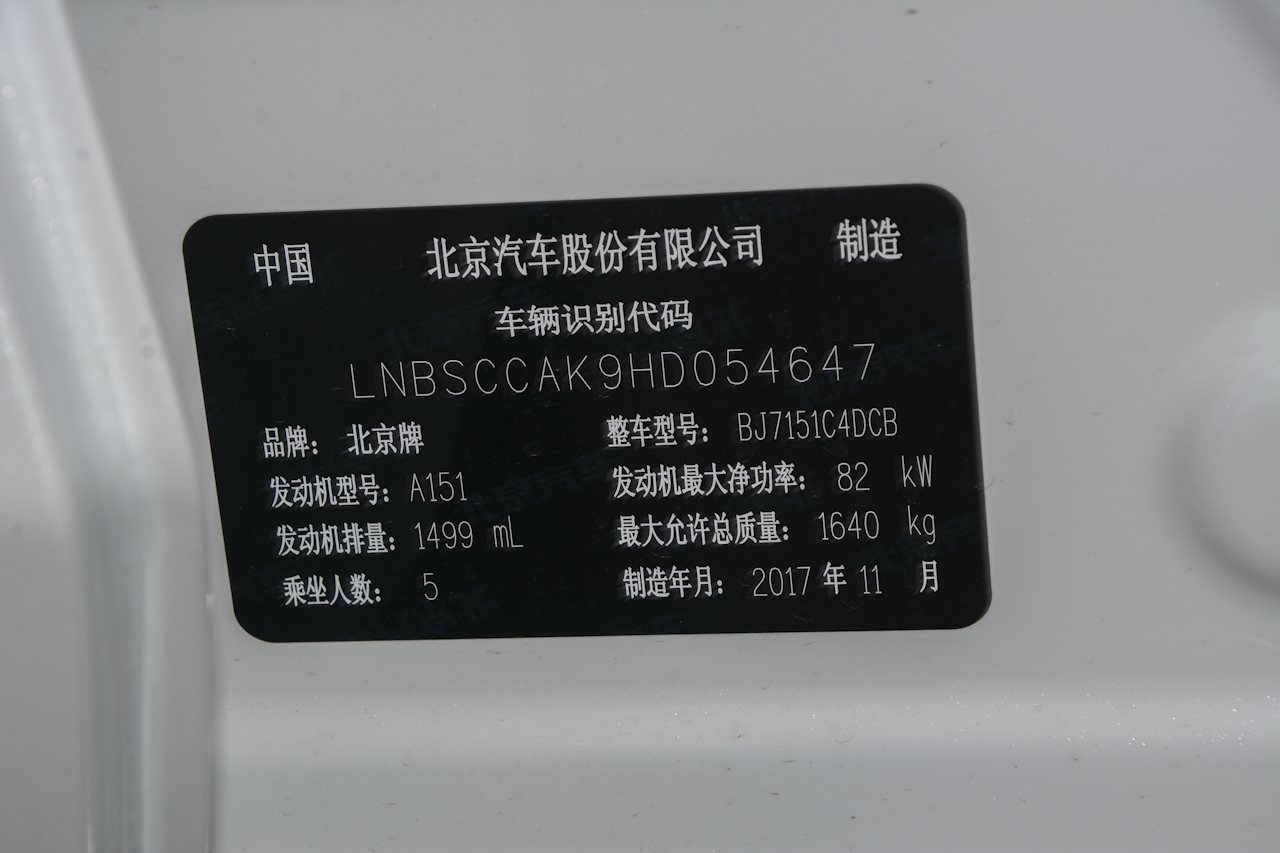 中国 北京汽车股份有限公司 制造
车辆识别代码
LNBSCCAK9HD054647
品牌: 北京牌 整车型号: BJ7151C4DCB
发动机型号: A151 发动机最大净功率: 82 kW
发动机排量: 1499 mL 最大允许总质量: 1640 kg
乘坐人数: 5 制造年月: 2017 年 11 月